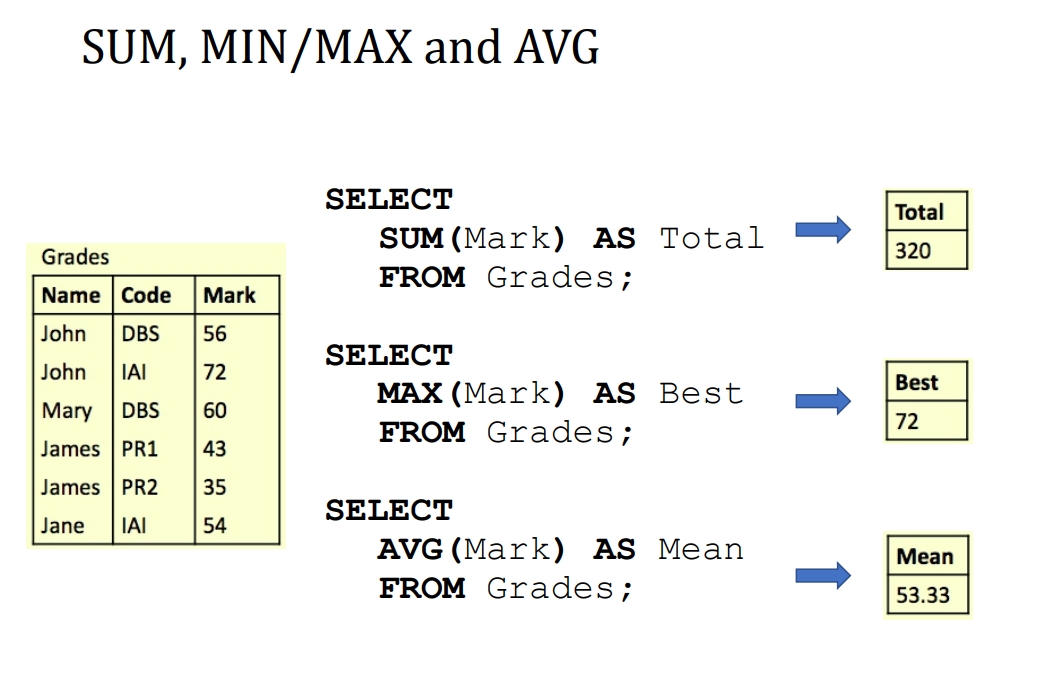 SUM, MIN/MAX and AVG
Grades
Name Code Mark
John DBS 56
John IAI 72
Mary DBS 60
James PR1 43
James PR2 35
Jane IAI 54
SELECT
SUM(Mark) AS Total
FROM Grades;
Total
320
SELECT
MAX(Mark) AS Best
FROM Grades;
Best
72
SELECT
AVG(Mark) AS Mean
FROM Grades;
Mean
53.33